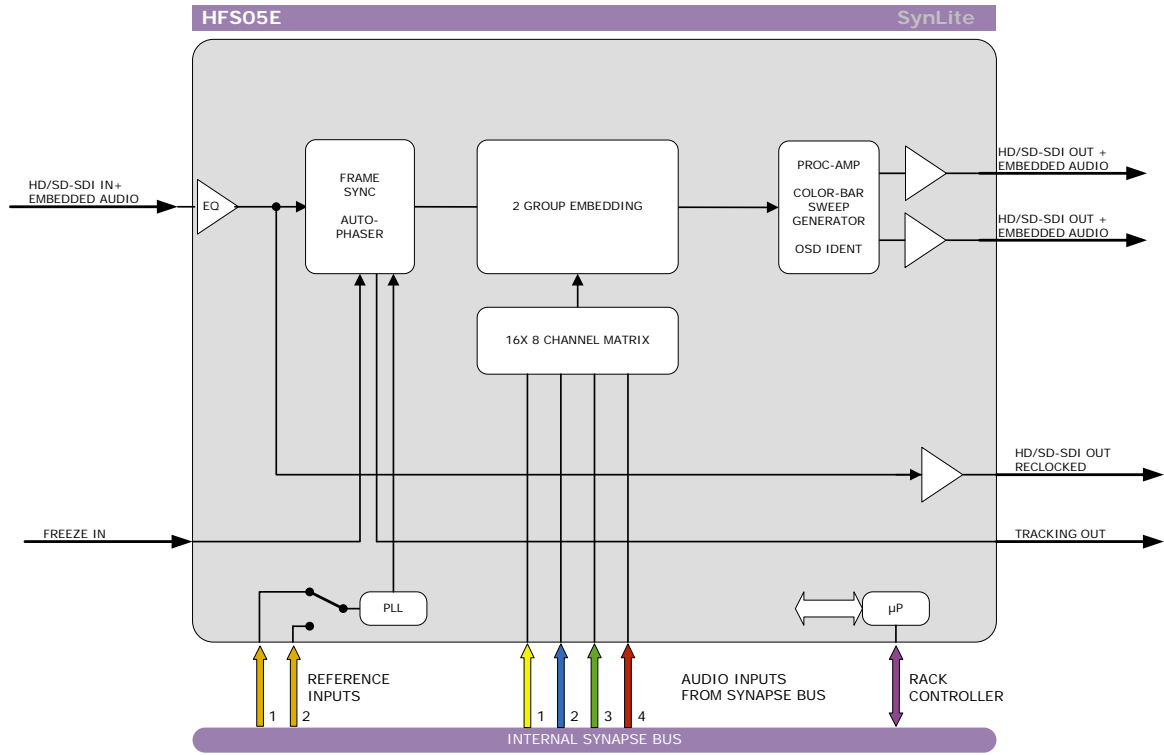 HFS05E
SynLite
HD/SD-SDI IN+
EMBEDDED AUDIO
EQ
FRAME
SYNC
AUTO-
PHASER
2 GROUP EMBEDDING
PROC-AMP
COLOR-BAR
SWEEP
GENERATOR
OSD IDENT
HD/SD-SDI OUT +
EMBEDDED AUDIO
HD/SD-SDI OUT +
EMBEDDED AUDIO
16X 8 CHANNEL MATRIX
HD/SD-SDI OUT
RECLOCKED
FREEZE IN
TRACKING OUT
PLL
µP
REFERENCE
INPUTS
1
2
AUDIO INPUTS
FROM SYNAPSE BUS
1
2
3
4
RACK
CONTROLLER
INTERNAL SYNAPSE BUS